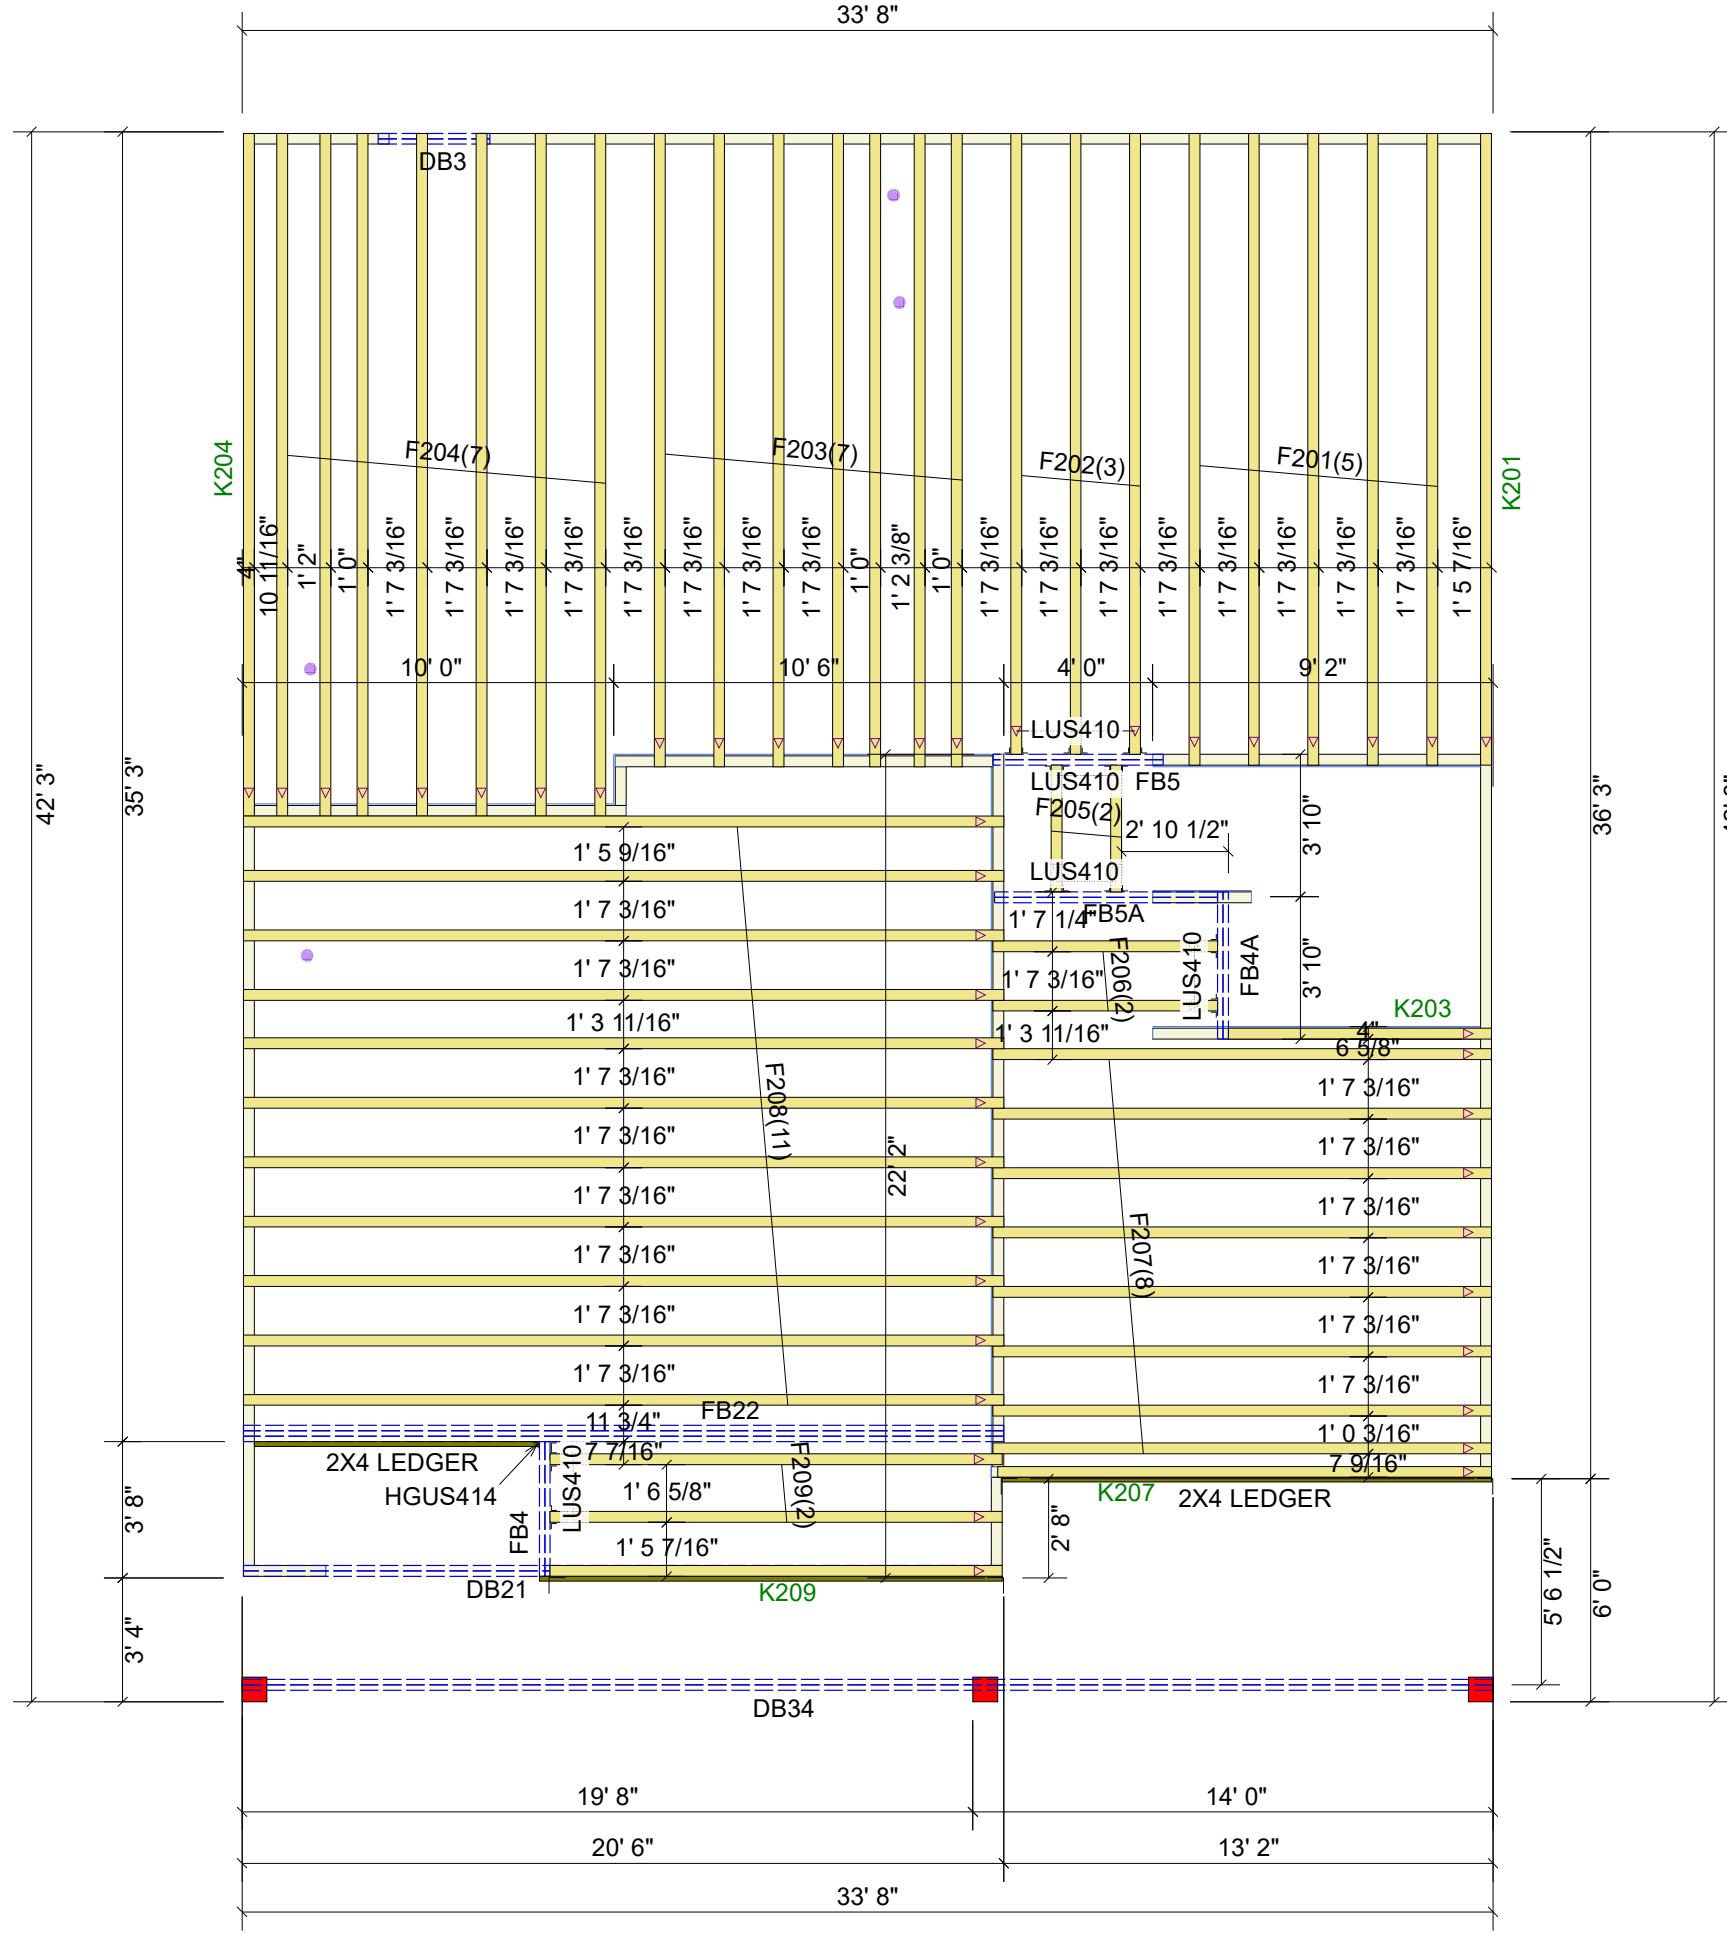 33' 8"
DB3
K204
F204(7)
F203(7)
F202(3)
F201(5)
K201
4"
10 11/16"
1' 2"
1' 0"
1' 7 3/16"
1' 7 3/16"
1' 7 3/16"
1' 7 3/16"
1' 7 3/16"
1' 7 3/16"
1' 7 3/16"
1' 7 3/16"
1' 0"
1' 2 3/8"
1' 0"
1' 7 3/16"
1' 7 3/16"
1' 7 3/16"
1' 7 3/16"
1' 7 3/16"
1' 7 3/16"
1' 7 3/16"
1' 7 3/16"
1' 5 7/16"
10' 0"
10' 6"
4' 0"
9' 2"
42' 3"
35' 3"
36' 3"
LUS410
LUS410
FB5
F205(2)
2' 10 1/2"
3' 10"
LUS410
FB5A
1' 7 1/4"
LUS410
FB4A
F206(2)
3' 10"
1' 7 3/16"
1' 3 11/16"
K203
4"
6 5/8"
1' 5 9/16"
1' 7 3/16"
1' 7 3/16"
1' 3 11/16"
1' 7 3/16"
1' 7 3/16"
1' 7 3/16"
1' 7 3/16"
1' 7 3/16"
1' 7 3/16"
F208(11)
22' 2"
F207(8)
1' 7 3/16"
1' 7 3/16"
1' 7 3/16"
1' 7 3/16"
1' 7 3/16"
1' 7 3/16"
1' 0 3/16"
7 9/16"
FB22
11 3/4"
7 7/16"
2X4 LEDGER
HGUS414
LUS410
FB4
F209(2)
1' 6 5/8"
1' 5 7/16"
K207
2X4 LEDGER
2' 8"
DB21
K209
3' 8"
3' 4"
5' 6 1/2"
6' 0"
DB34
19' 8"
14' 0"
20' 6"
13' 2"
33' 8"